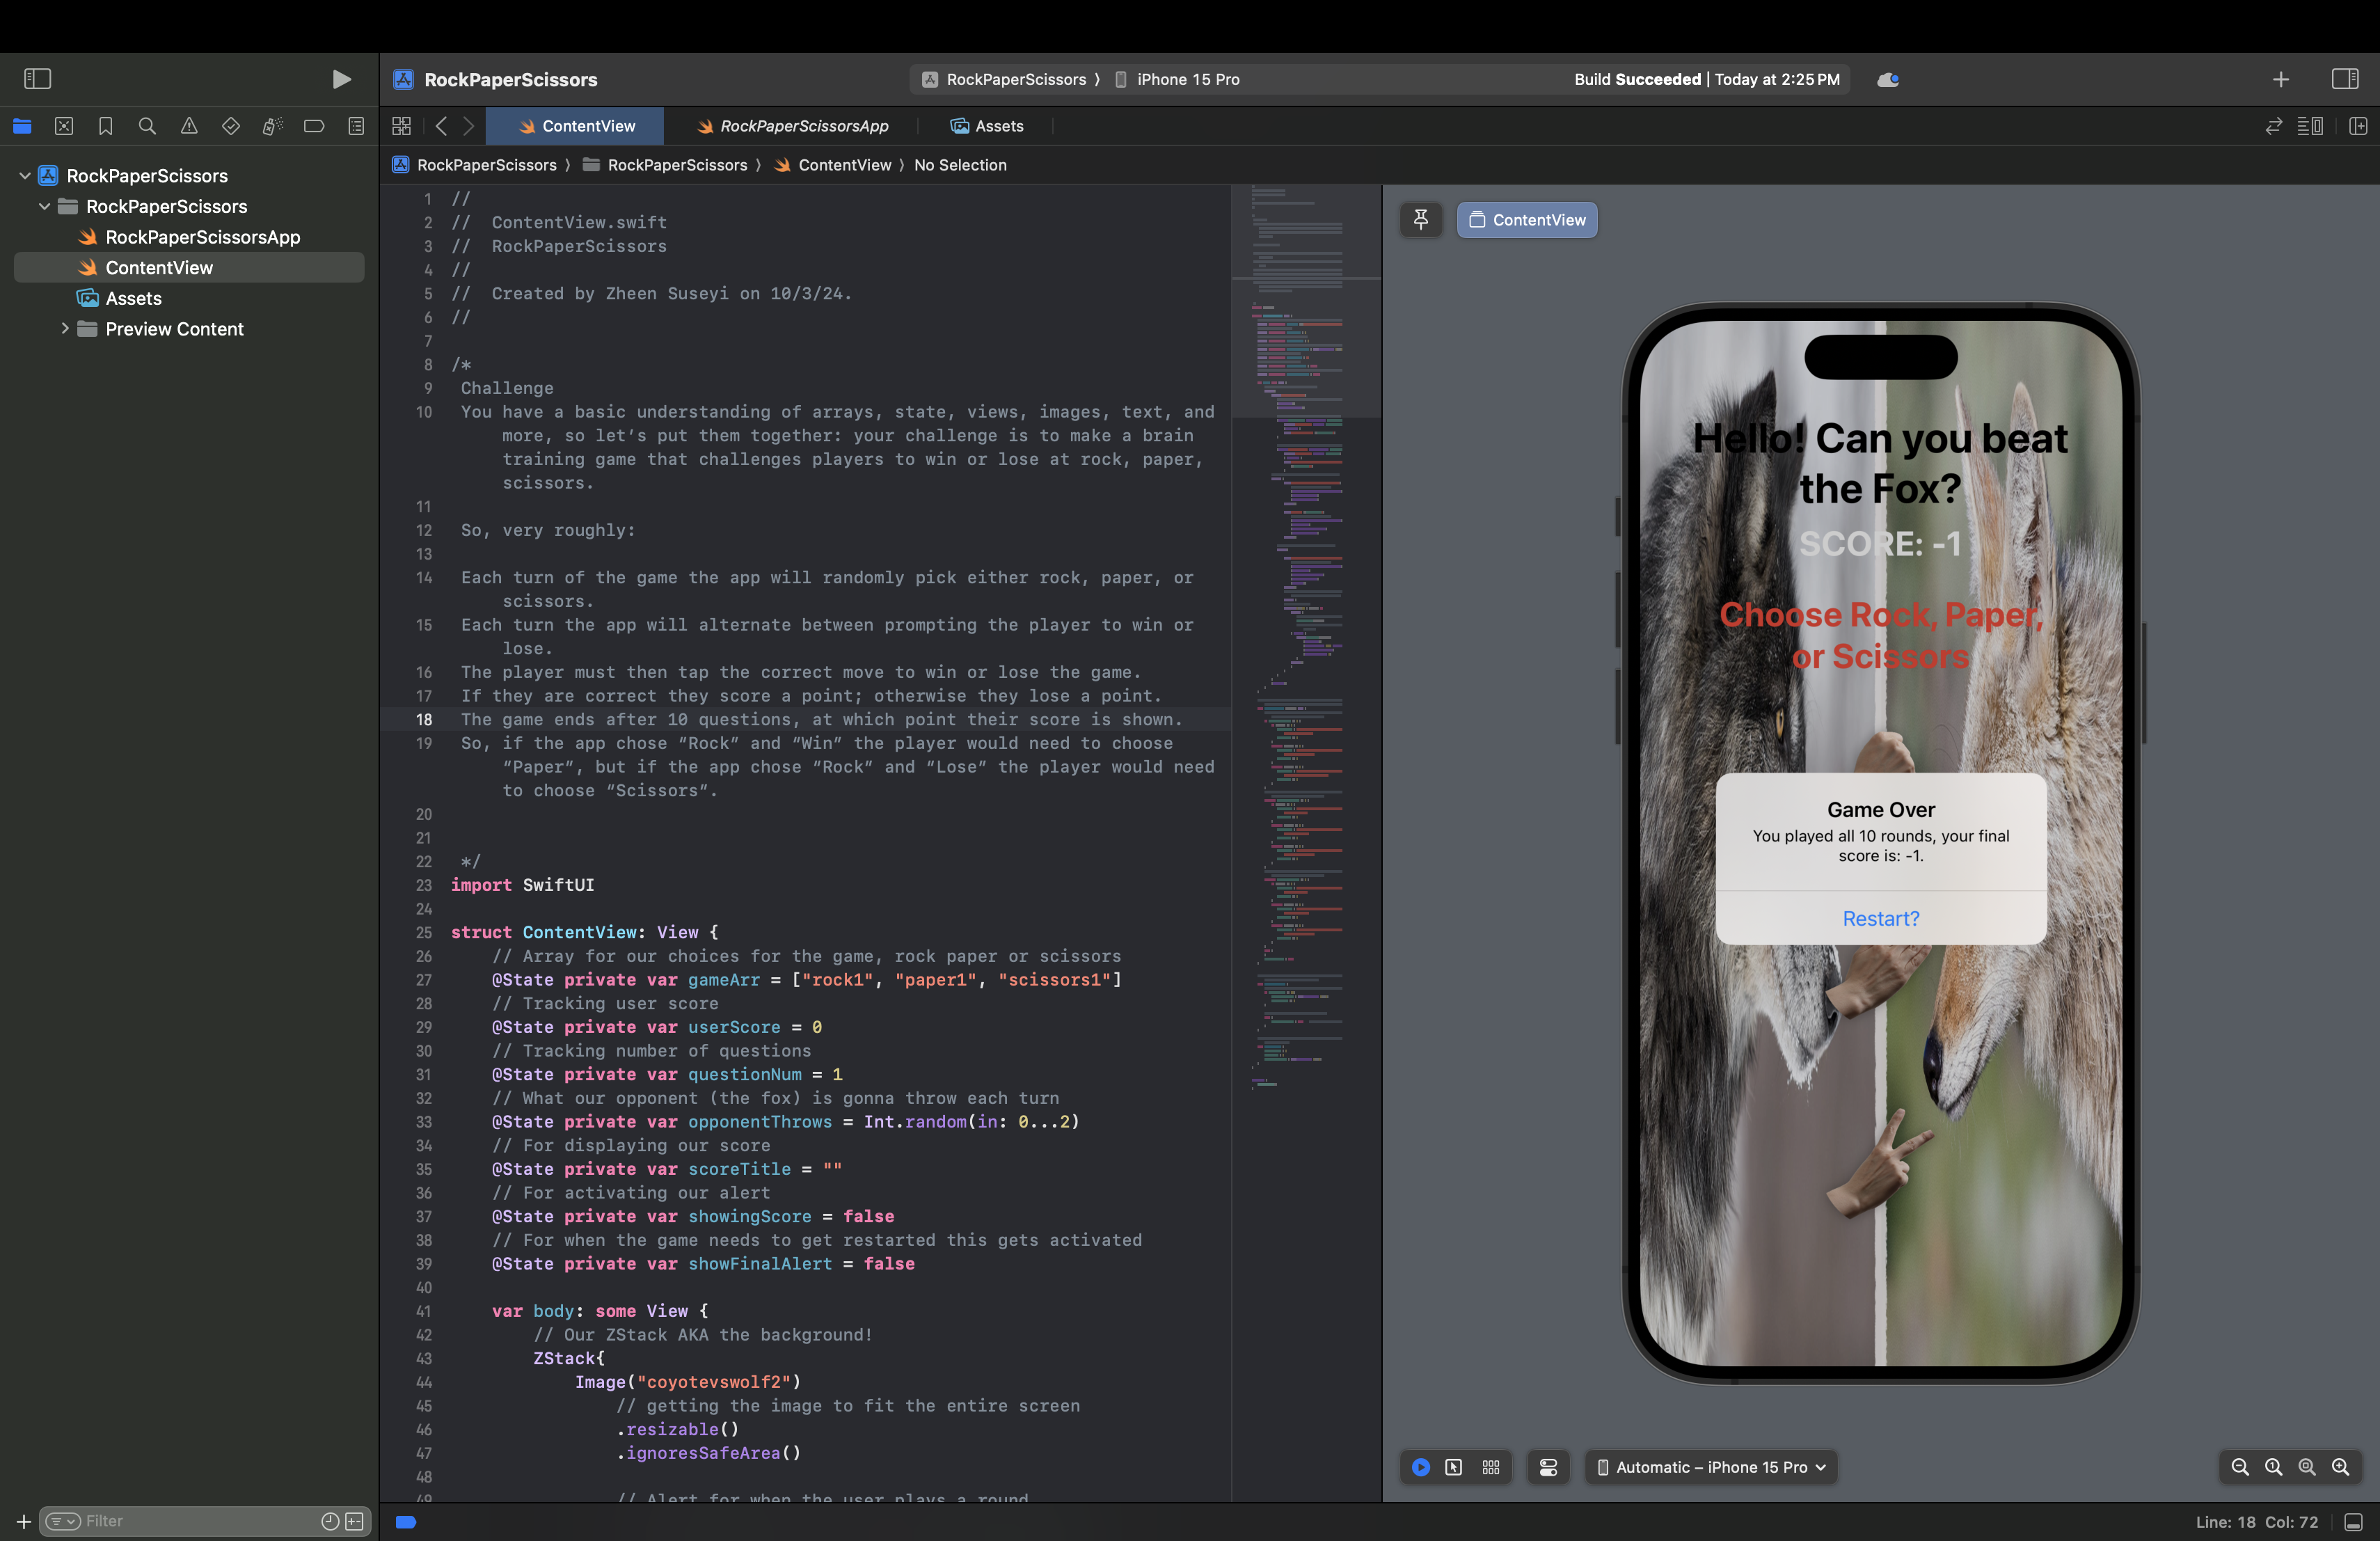 RockPaperScissors
RockPaperScissors
iPhone 15 Pro
Build Succeeded | Today at 2:25 PM
ContentView
RockPaperScissorsApp
Assets
RockPaperScissors
RockPaperScissors
ContentView
No Selection
RockPaperScissors
RockPaperScissors
RockPaperScissorsApp
ContentView
Assets
Preview Content
Filter
1 //
2 //  ContentView.swift
3 //  RockPaperScissors
4 //
5 //  Created by Zheen Suseyi on 10/3/24.
6 //
7
8 /*
9 Challenge
10 You have a basic understanding of arrays, state, views, images, text, and
more, so let’s put them together: your challenge is to make a brain
training game that challenges players to win or lose at rock, paper,
scissors.
11
12 So, very roughly:
13
14 Each turn of the game the app will randomly pick either rock, paper, or
scissors.
15 Each turn the app will alternate between prompting the player to win or
lose.
16 The player must then tap the correct move to win or lose the game.
17 If they are correct they score a point; otherwise they lose a point.
18 The game ends after 10 questions, at which point their score is shown.
19 So, if the app chose “Rock” and “Win” the player would need to choose
“Paper”, but if the app chose “Rock” and “Lose” the player would need
to choose “Scissors”.
20
21
22 */
23 import SwiftUI
24
25 struct ContentView: View {
26 // Array for our choices for the game, rock paper or scissors
27 @State private var gameArr = ["rock1", "paper1", "scissors1"]
28 // Tracking user score
29 @State private var userScore = 0
30 // Tracking number of questions
31 @State private var questionNum = 1
32 // What our opponent (the fox) is gonna throw each turn
33 @State private var opponentThrows = Int.random(in: 0...2)
34 // For displaying our score
35 @State private var scoreTitle = ""
36 // For activating our alert
37 @State private var showingScore = false
38 // For when the game needs to get restarted this gets activated
39 @State private var showFinalAlert = false
40
41 var body: some View {
42 // Our ZStack AKA the background!
43 ZStack{
44 Image("coyotevswolf2")
45 // getting the image to fit the entire screen
46 .resizable()
47 .ignoresSafeArea()
48
49 // Alert for when the user plays a round
ContentView
Hello! Can you beat
the Fox?
SCORE: -1
Choose Rock, Paper,
or Scissors
Game Over
You played all 10 rounds, your final
score is: -1.
Restart?
Automatic – iPhone 15 Pro
Line: 18 Col: 72